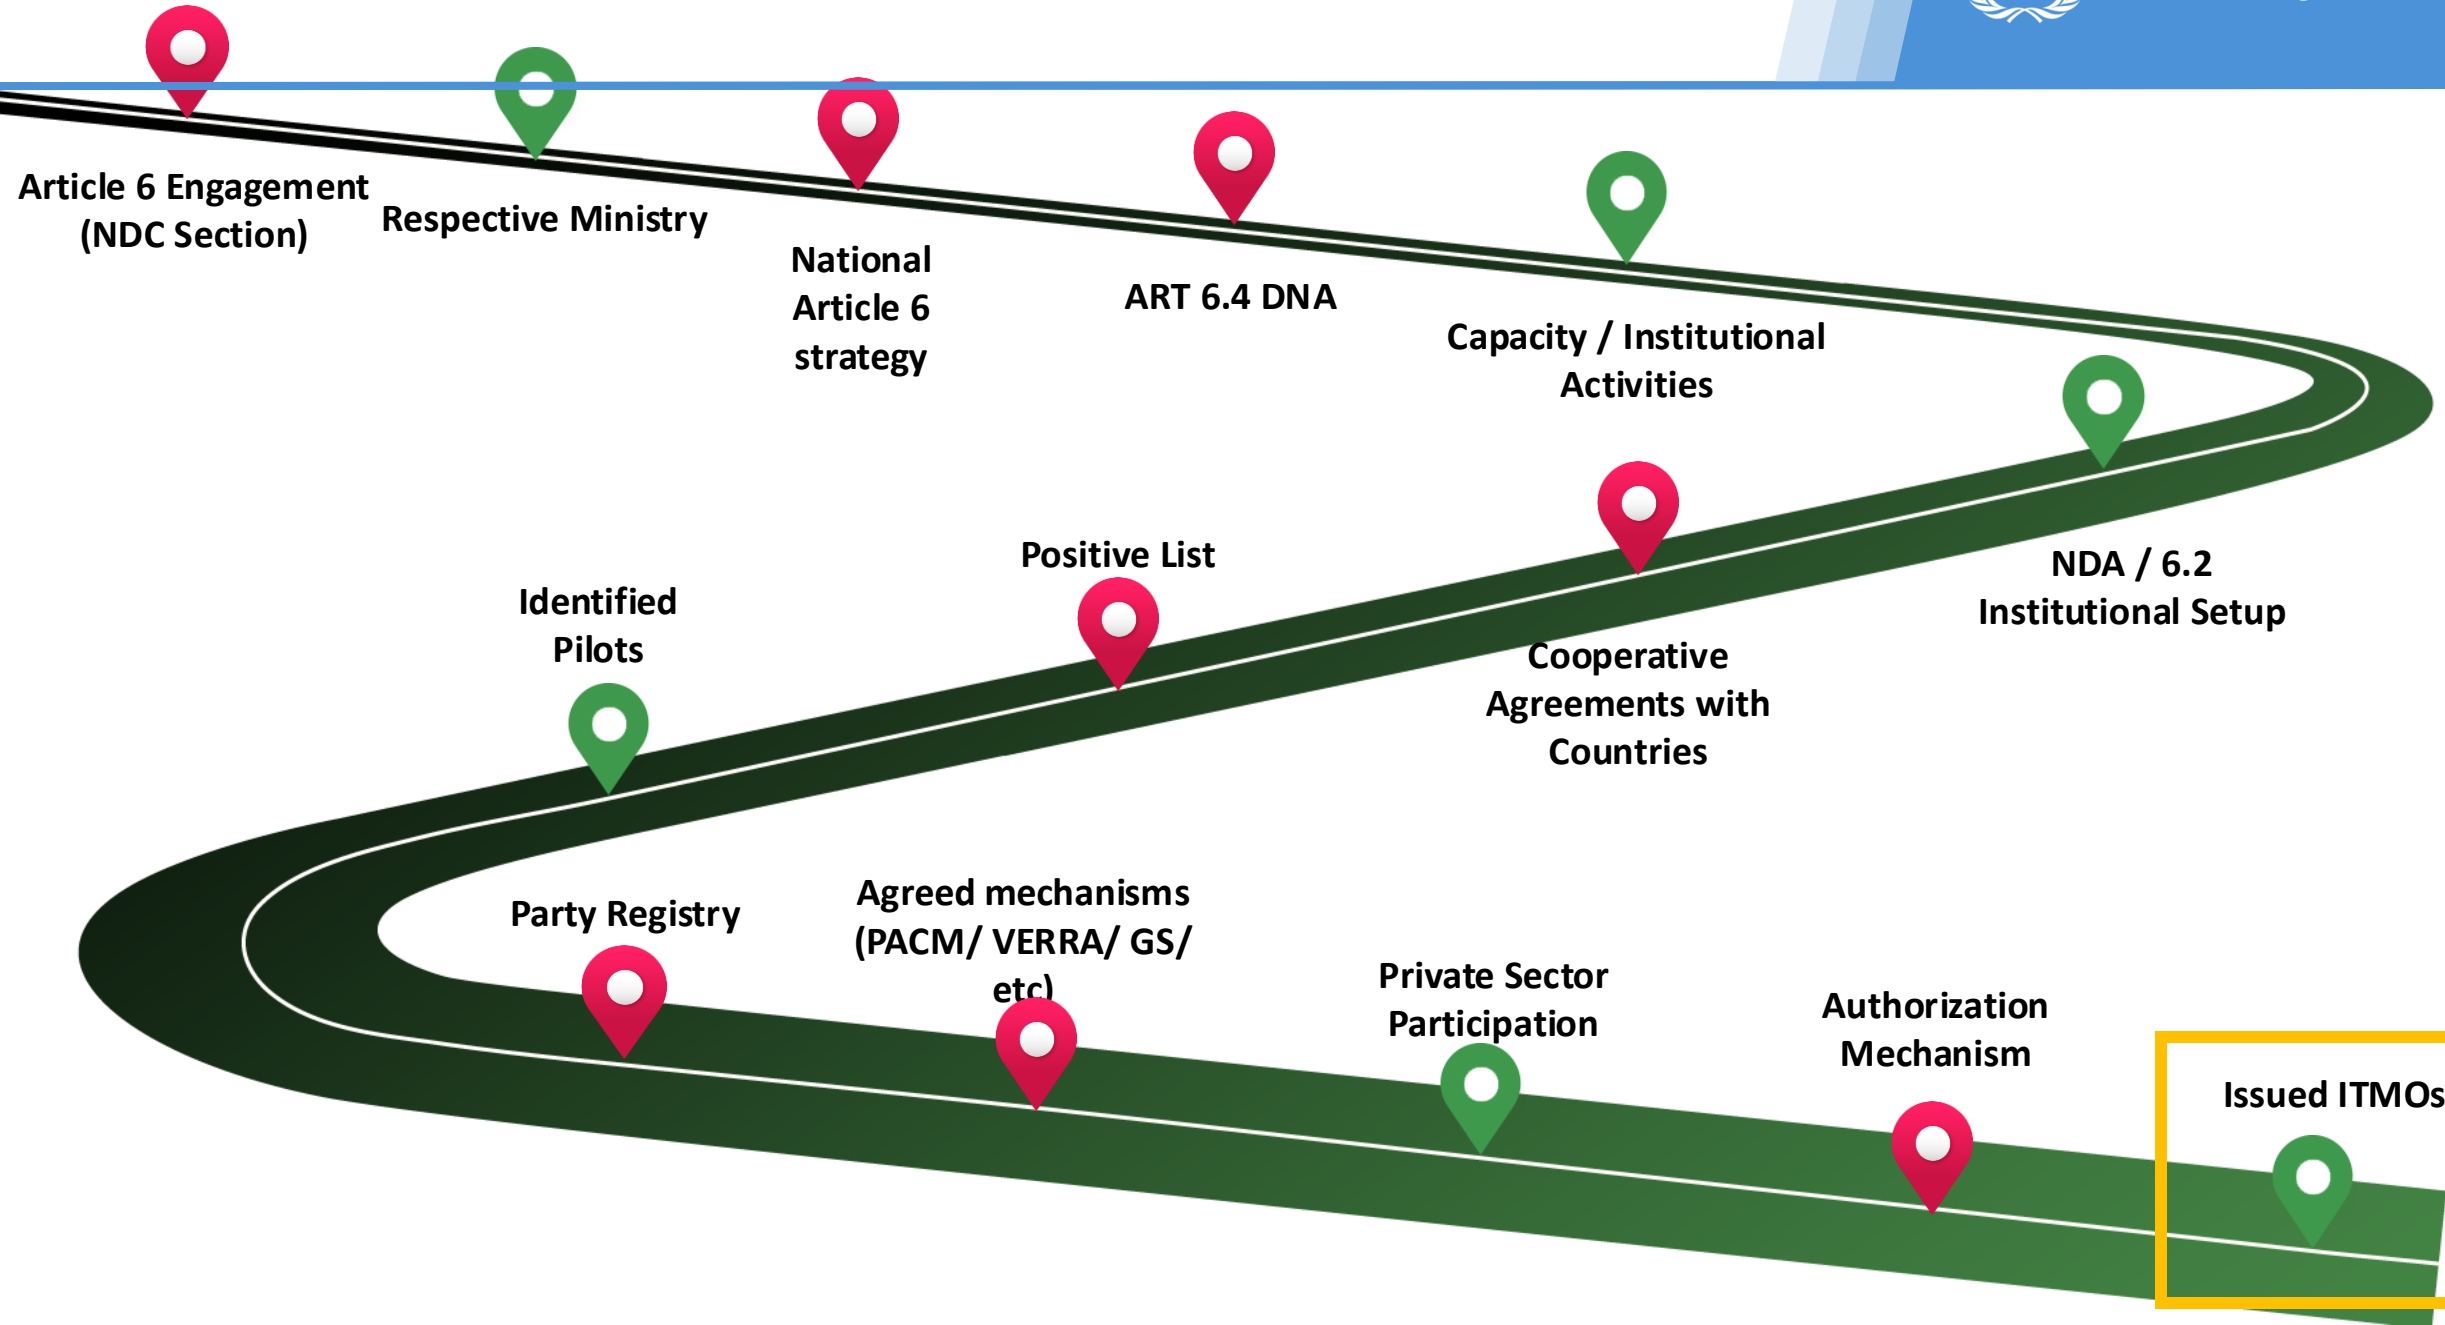 Article 6 Engagement
(NDC Section)
Respective Ministry
National
Article 6
strategy
ART 6.4 DNA
Capacity / Institutional
Activities
NDA / 6.2
Institutional Setup
Cooperative
Agreements with
Countries
Positive List
Identified
Pilots
Party Registry
Agreed mechanisms
(PACM/ VERRA/ GS/
etc)
Private Sector
Participation
Authorization
Mechanism
Issued ITMOs